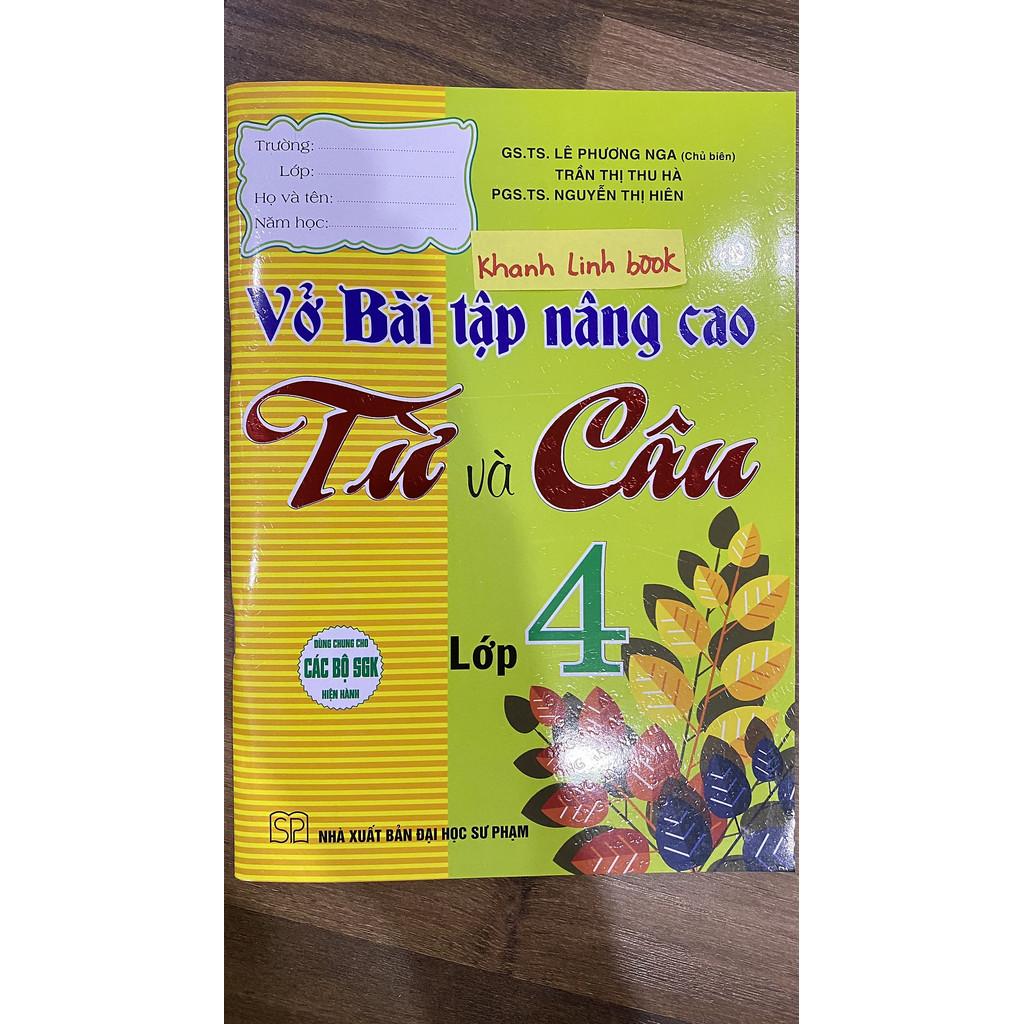 Trường:
Lớp:
Họ và tên:
Năm học:
GS.TS. LÊ PHƯƠNG NGA (Chủ biên)
TRẦN THỊ THU HÀ
PGS.TS. NGUYỄN THỊ HIÊN
Khanh Linh book
Vở Bài tập nâng cao
Từ và Câu
Lớp 4
DÙNG CHUNG CHO
CÁC BỘ SGK
HIỆN HÀNH
SP NHÀ XUẤT BẢN ĐẠI HỌC SƯ PHẠM